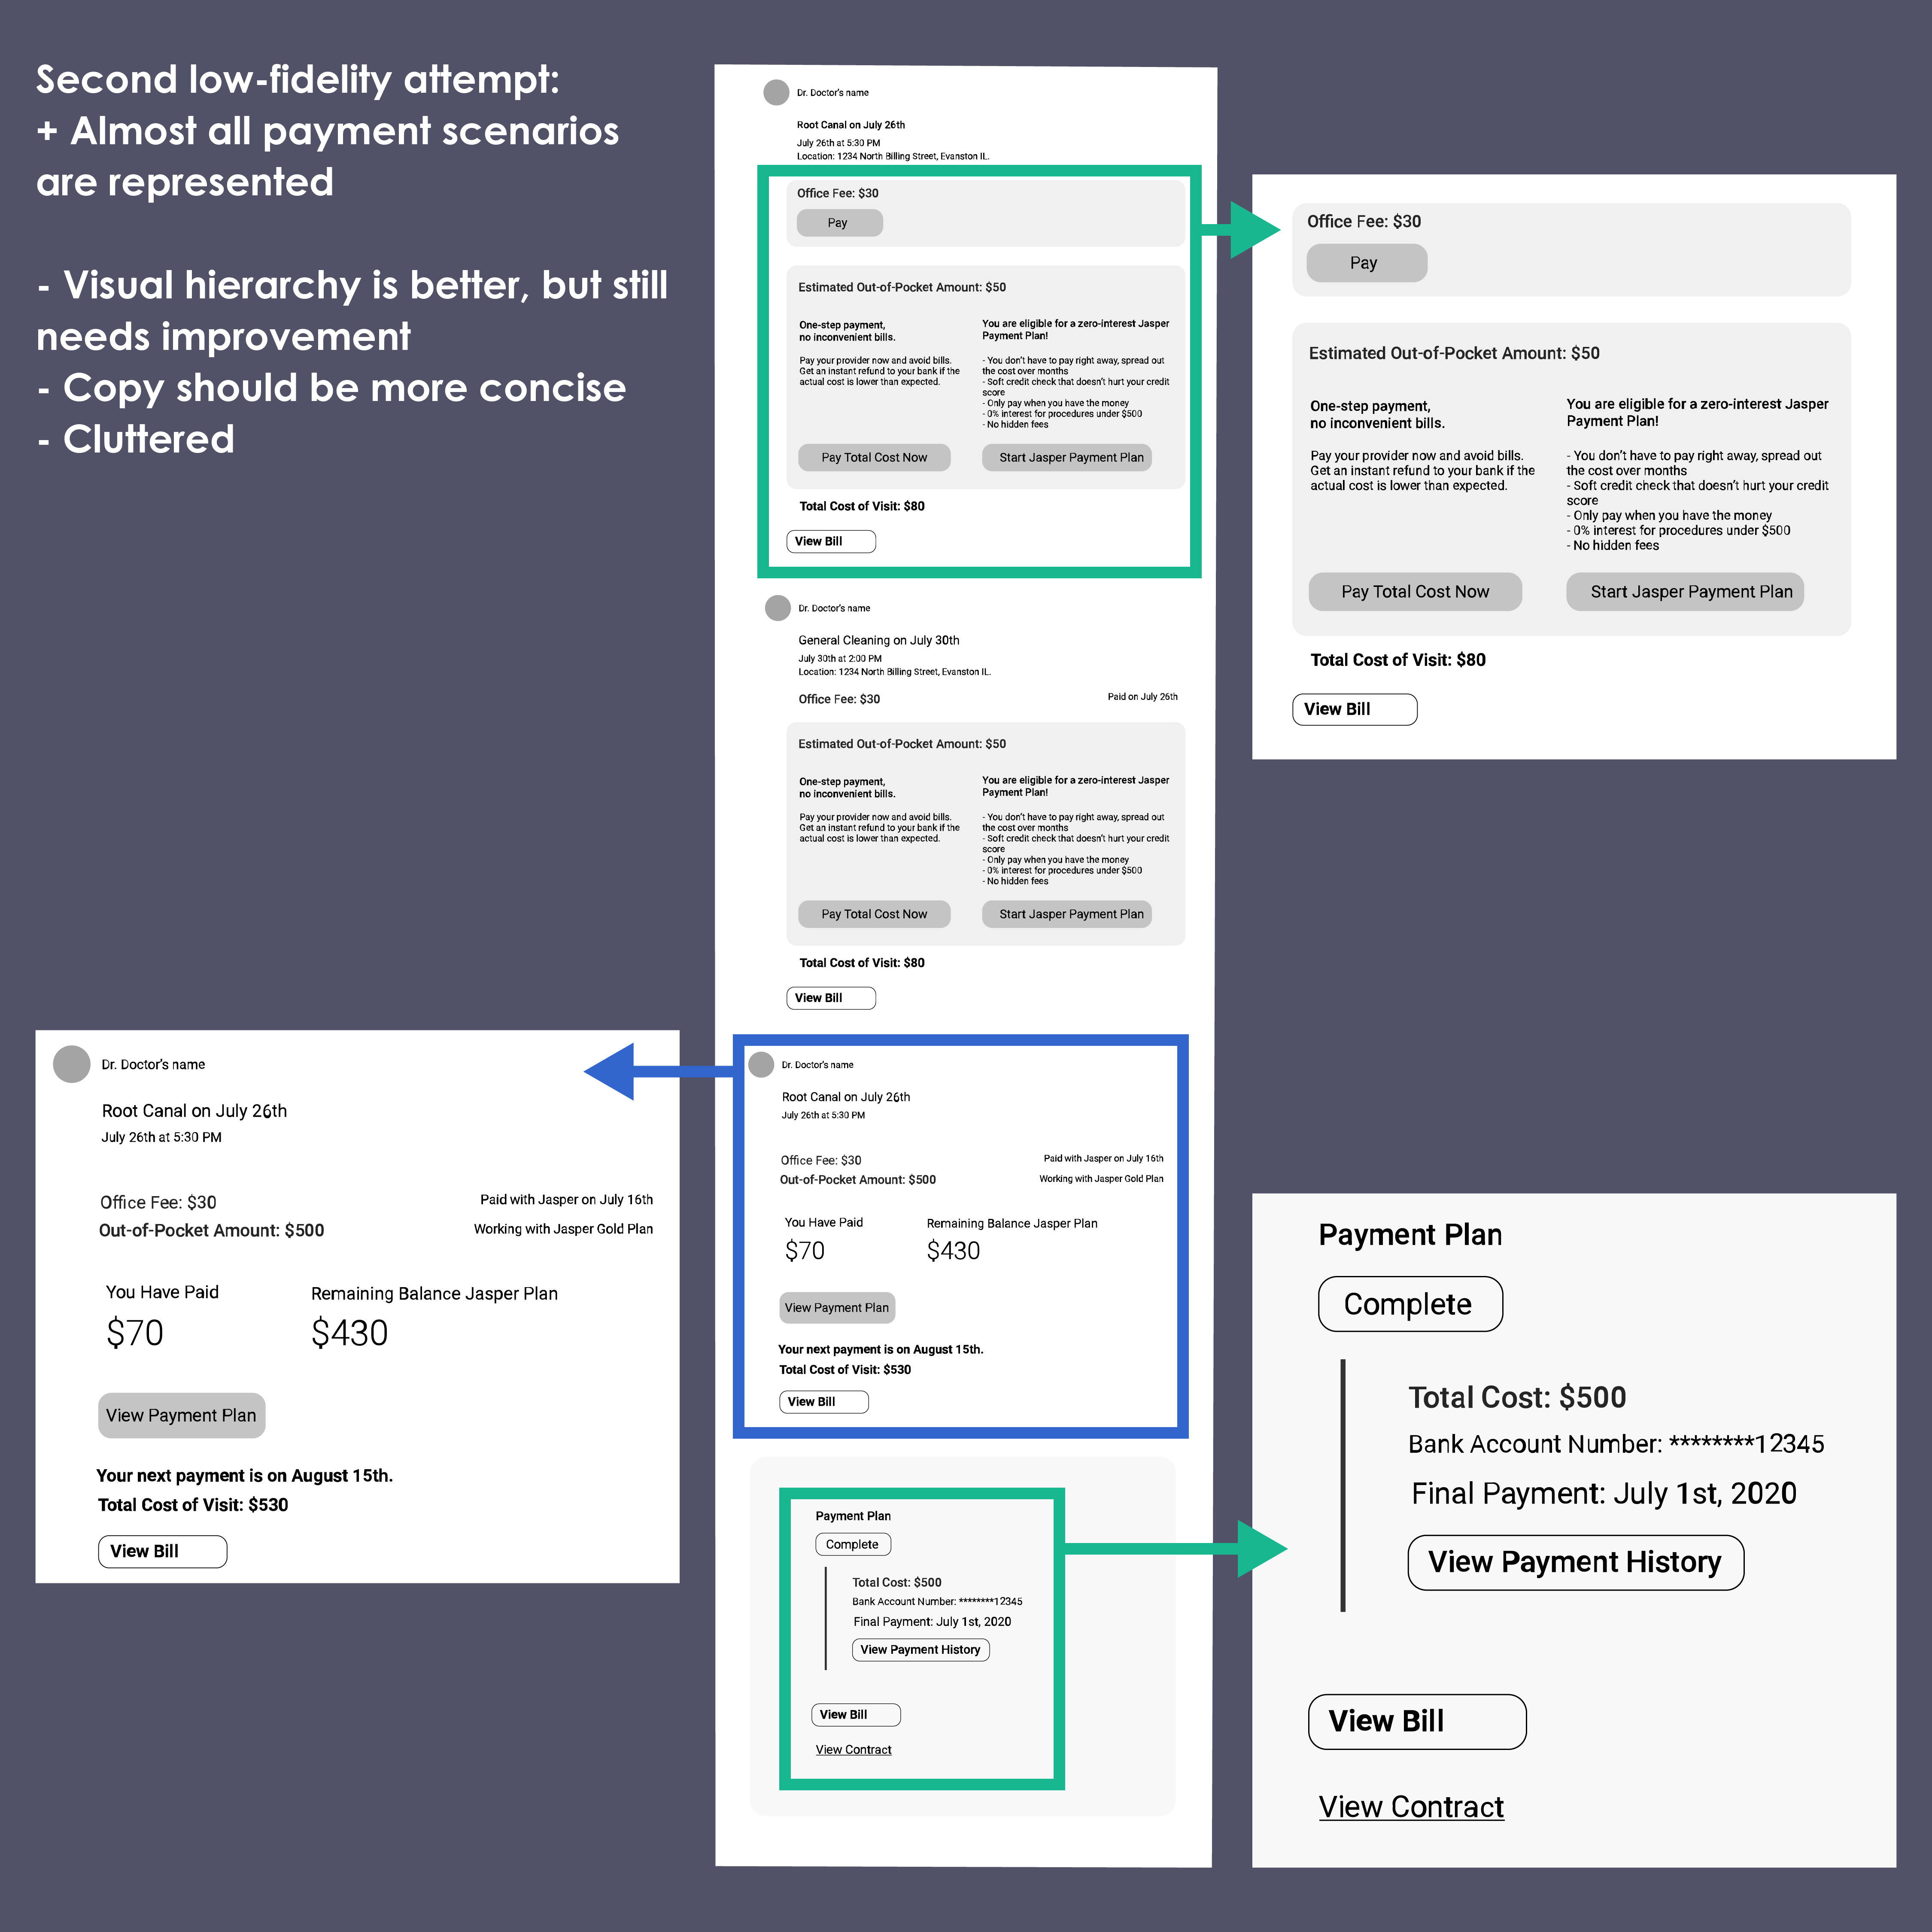 Second low-fidelity attempt:
+ Almost all payment scenarios
are represented
- Visual hierarchy is better, but still
needs improvement
- Copy should be more concise
- Cluttered
Dr. Doctor's name
Root Canal on July 26th
July 26th at 5:30 PM
Location: 1234 North Billing Street, Evanston IL.
Office Fee: $30
Pay
Estimated Out-of-Pocket Amount: $50
One-step payment,
no inconvenient bills.
Pay your provider now and avoid bills.
Get an instant refund to your bank if the
actual cost is lower than expected.
Pay Total Cost Now
You are eligible for a zero-interest Jasper
Payment Plan!
- You don't have to pay right away, spread out
the cost over months
- Soft credit check that doesn't hurt your credit
score
- Only pay when you have the money
- 0% interest for procedures under $500
- No hidden fees
Start Jasper Payment Plan
Total Cost of Visit: $80
View Bill
Dr. Doctor's name
General Cleaning on July 30th
July 30th at 2:00 PM
Location: 1234 North Billing Street, Evanston IL.
Office Fee: $30
Paid on July 26th
Estimated Out-of-Pocket Amount: $50
One-step payment,
no inconvenient bills.
Pay your provider now and avoid bills.
Get an instant refund to your bank if the
actual cost is lower than expected.
Pay Total Cost Now
You are eligible for a zero-interest Jasper
Payment Plan!
- You don't have to pay right away, spread out
the cost over months
- Soft credit check that doesn't hurt your credit
score
- Only pay when you have the money
- 0% interest for procedures under $500
- No hidden fees
Start Jasper Payment Plan
Total Cost of Visit: $80
View Bill
Dr. Doctor's name
Root Canal on July 26th
July 26th at 5:30 PM
Office Fee: $30
Paid with Jasper on July 16th
Out-of-Pocket Amount: $500
Working with Jasper Gold Plan
You Have Paid
$70
Remaining Balance Jasper Plan
$430
View Payment Plan
Your next payment is on August 15th.
Total Cost of Visit: $530
View Bill
Payment Plan
Complete
Total Cost: $500
Bank Account Number: ********12345
Final Payment: July 1st, 2020
View Payment History
View Bill
View Contract
Office Fee: $30
Pay
Estimated Out-of-Pocket Amount: $50
One-step payment,
no inconvenient bills.
Pay your provider now and avoid bills.
Get an instant refund to your bank if the
actual cost is lower than expected.
Pay Total Cost Now
You are eligible for a zero-interest Jasper
Payment Plan!
- You don't have to pay right away, spread out
the cost over months
- Soft credit check that doesn't hurt your credit
score
- Only pay when you have the money
- 0% interest for procedures under $500
- No hidden fees
Start Jasper Payment Plan
Total Cost of Visit: $80
View Bill
Dr. Doctor's name
Root Canal on July 26th
July 26th at 5:30 PM
Office Fee: $30
Paid with Jasper on July 16th
Out-of-Pocket Amount: $500
Working with Jasper Gold Plan
You Have Paid
$70
Remaining Balance Jasper Plan
$430
View Payment Plan
Your next payment is on August 15th.
Total Cost of Visit: $530
View Bill
Payment Plan
Complete
Total Cost: $500
Bank Account Number: ********12345
Final Payment: July 1st, 2020
View Payment History
View Bill
View Contract